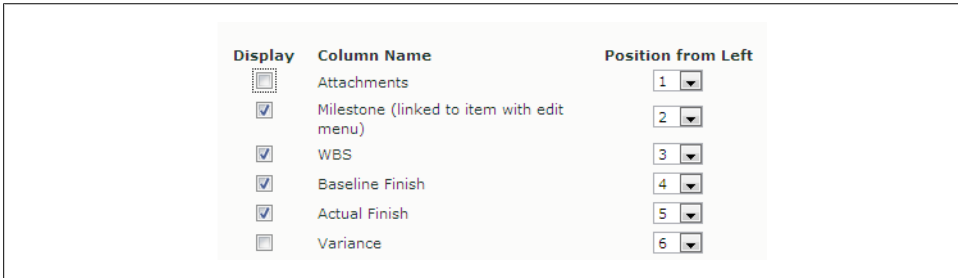 Display Column Name Position from Left
Attachments 1
Milestone (linked to item with edit
menu) 2
WBS 3
Baseline Finish 4
Actual Finish 5
Variance 6